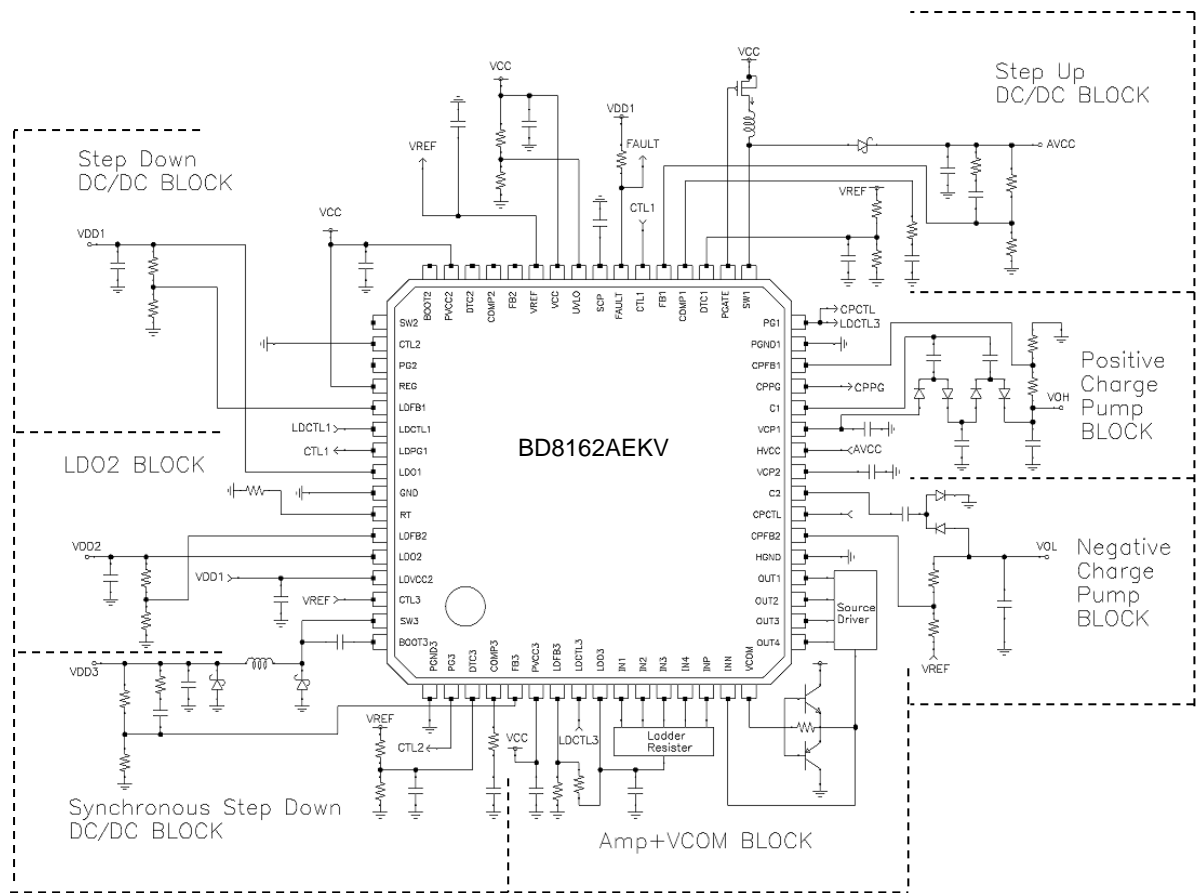 Step Up
DC/DC BLOCK
VCC
VCC
VDD1
FAULT
VREF
AVCC
Step Down
DC/DC BLOCK
VREF
CTL1
VCC
VDD1
BOOT2
PVCC2
DTC2
COMP2
FB2
VREF
VCC
UVLO
SCP
FAULT
CTL1
FB1
COMP1
DTC1
PGATE
SW1
SW2
CTL2
PG2
REG
LDFB1
LDCTL1
LDCTL1
CTL1
LDPG1
LDO1
GND
RT
LDFB2
LDO2
LDVCC2
CTL3
SW3
BOOT3
BD8162AEKV
PG1
CPCTL
LDCTL3
PGND1
CPFB1
CPPG
CPPG
C1
VCP1
HVCC
AVCC
VCP2
C2
CPCTL
CPFB2
HGND
OUT1
OUT2
OUT3
OUT4
Positive
Charge
Pump
BLOCK
VOH
LDO2 BLOCK
VDD2
VDD1
VREF
VOL
Negative
Charge
Pump
BLOCK
Source
Driver
VREF
PGND3
PG3
DTC3
COMP3
FB3
PVCC3
LDFB3
LDCTL3
LDO3
IN1
IN2
IN3
IN4
INP
INN
VCOM
VDD3
VREF
CTL2
VCC
LDCTL3
Ladder
Resister
Synchronous Step Down
DC/DC BLOCK
Amp+VCOM BLOCK